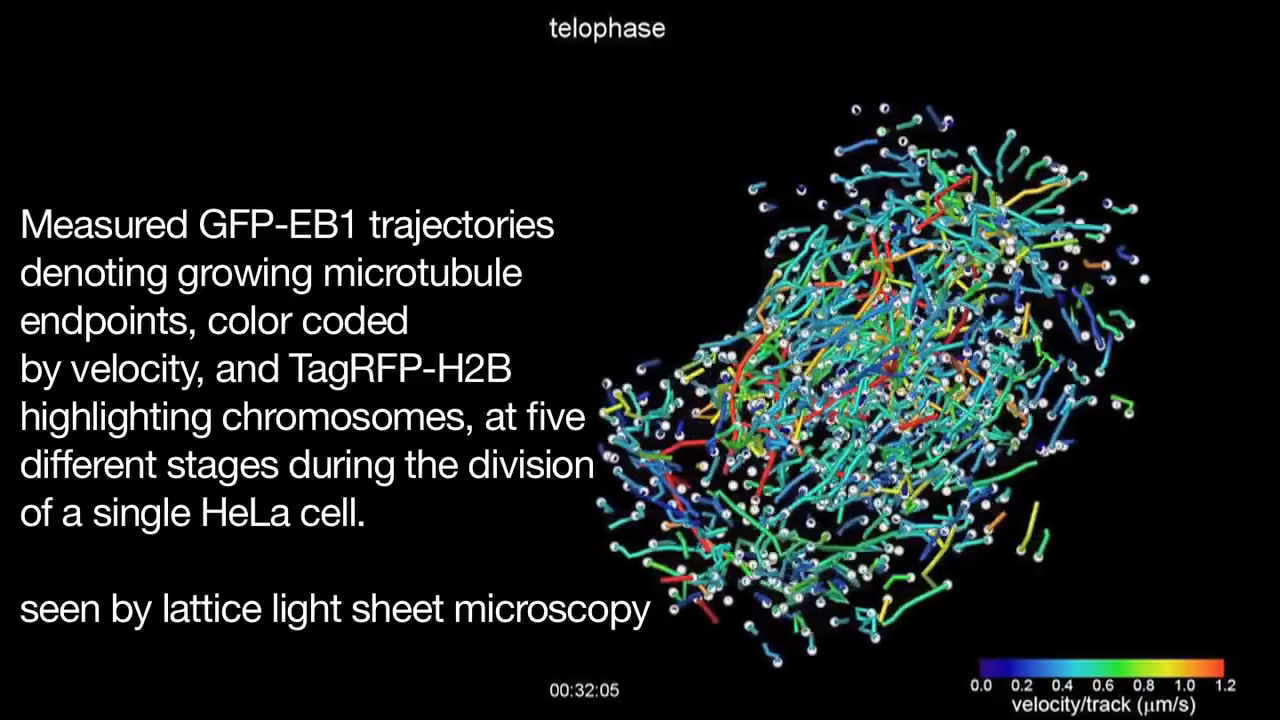 telophase
Measured GFP-EB1 trajectories
denoting growing microtubule
endpoints, color coded
by velocity, and TagRFP-H2B
highlighting chromosomes, at five
different stages during the division
of a single HeLa cell.
seen by lattice light sheet microscopy
00:32:05
0.0 0.2 0.4 0.6 0.8 1.0 1.2
velocity/track (μm/s)